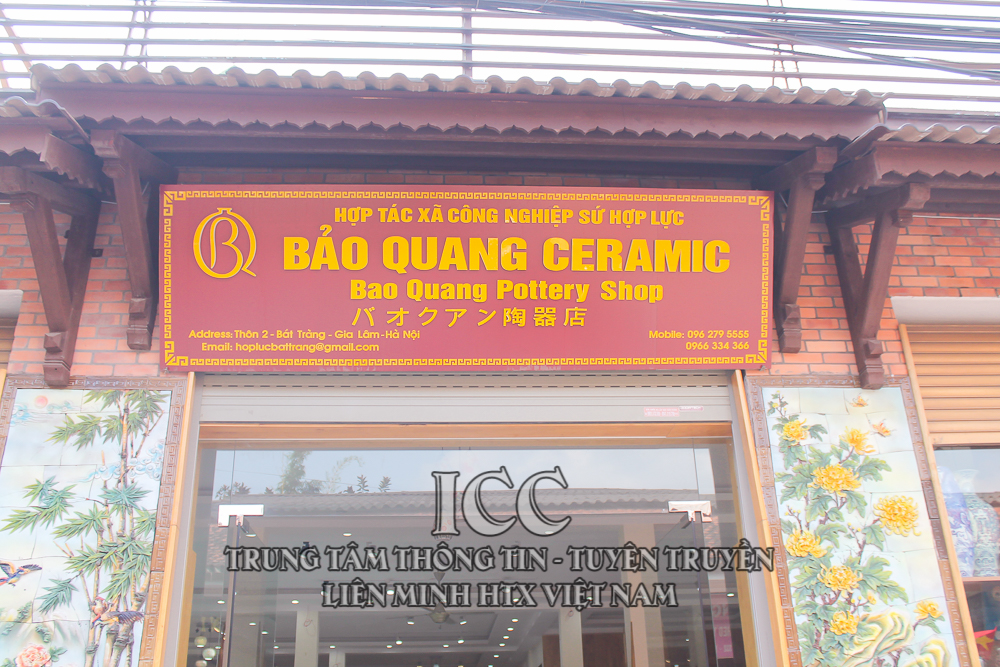 HỢP TÁC XÃ CÔNG NGHIỆP SỨ HỢP LỰC
BẢO QUANG CERAMIC
Bao Quang Pottery Shop
バオクアン陶器店
Address: Thôn 2 - Bát Tràng - Gia Lâm - Hà Nội
Email: hoplucbattrang@gmail.com
Mobile: 096 279 5555
0966 334 366
ICC
TRUNG TÂM THÔNG TIN - TUYÊN TRUYỀN
LIÊN MINH HTX VIỆT NAM